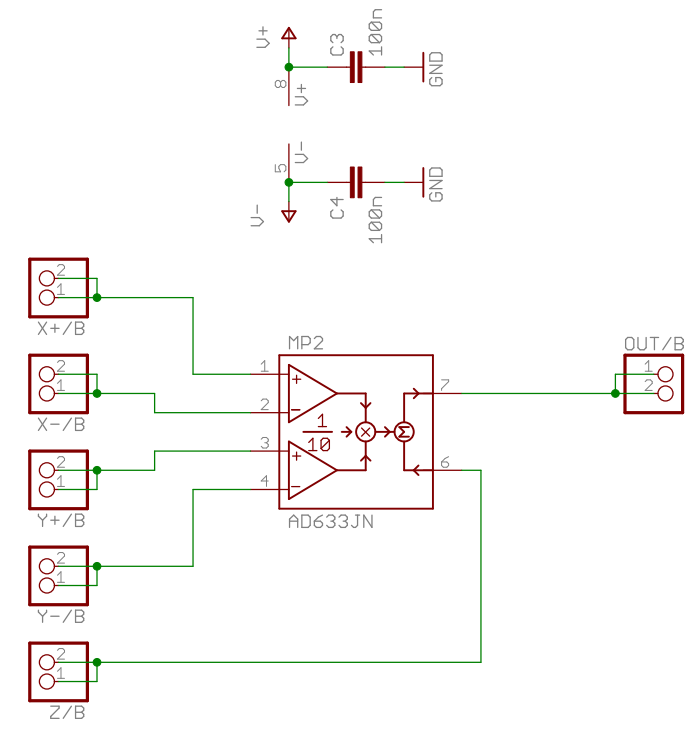 V+
C3
100n
GND
8
V+
5
V-
V-
C4
100n
GND
2
1
X+/B
2
1
X-/B
2
1
Y+/B
2
1
Y-/B
2
1
Z/B
MP2
1
2
3
4
+
−
+
−
1
10
×
Σ
7
6
AD633JN
OUT/B
1
2